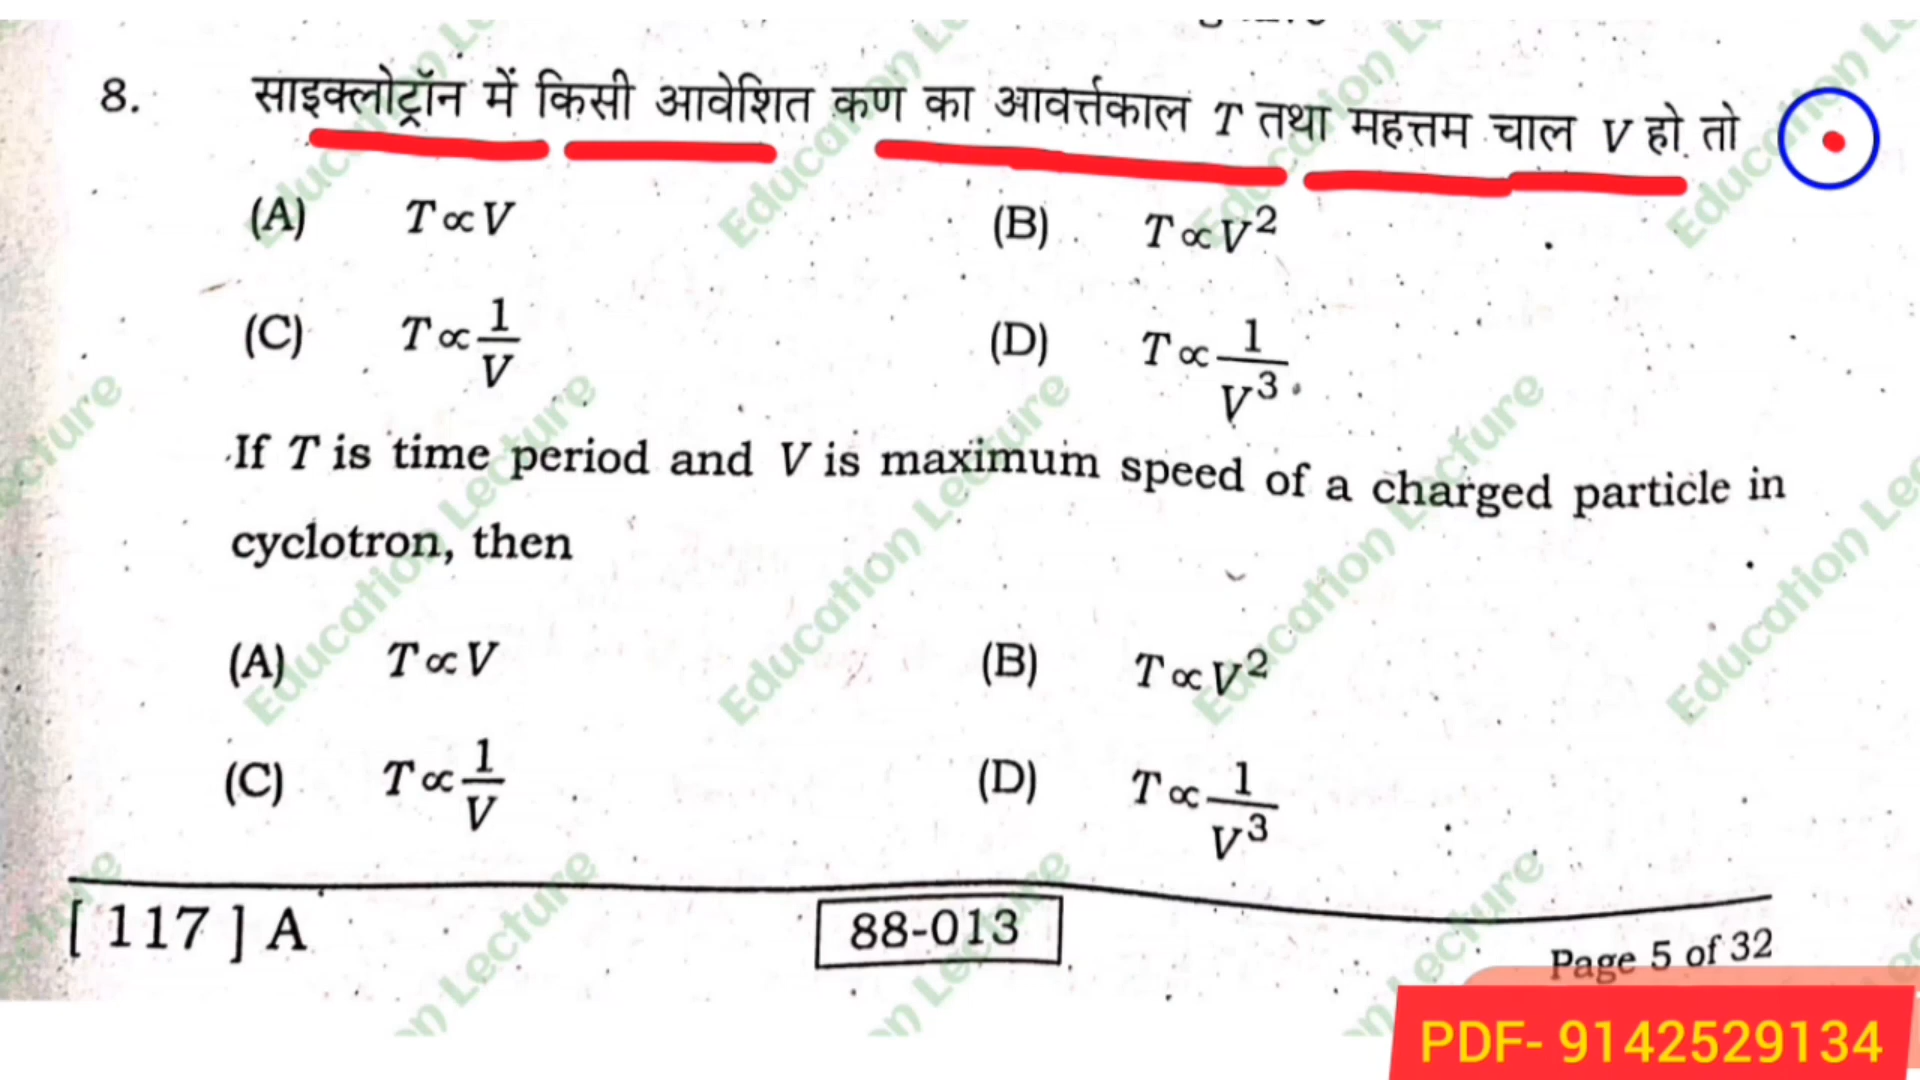 8. साइक्लोट्रॉन में किसी आवेशित कण का आवर्त्तकाल T तथा महत्तम चाल V हो तो
(A) T ∝ V (B) T ∝ V²
(C) T ∝ 1/V (D) T ∝ 1/V³.
If T is time period and V is maximum speed of a charged particle in
cyclotron, then
(A) T ∝ V (B) T ∝ V²
(C) T ∝ 1/V (D) T ∝ 1/V³
[ 117 ] A 88-013 Page 5 of 32
PDF- 9142529134
Education Lecture